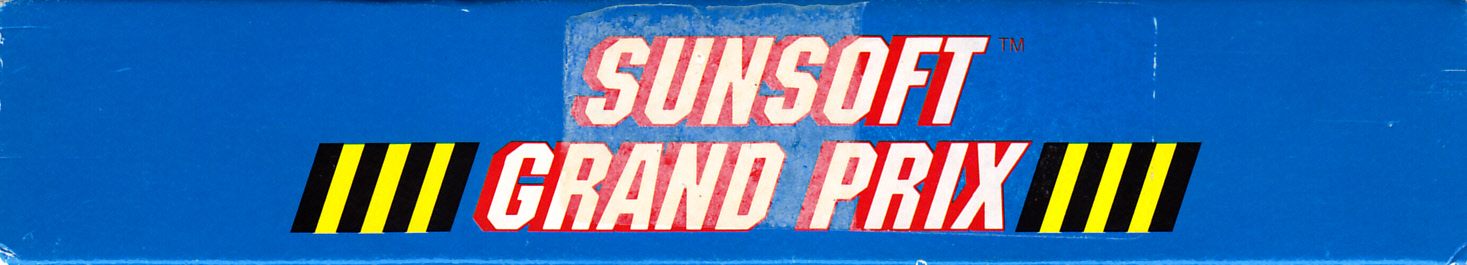 SUNSOFT™
GRAND PRIX